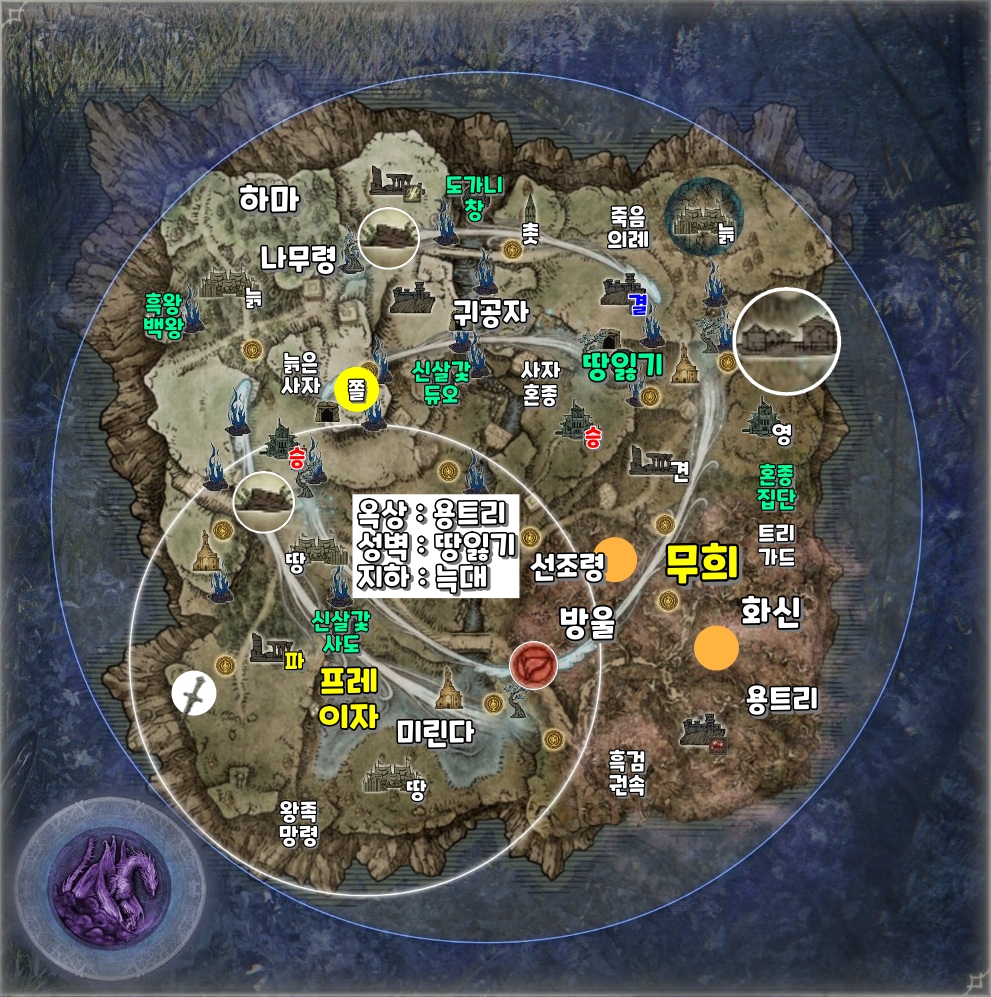 하마
도가니
창
촛
죽음
의례
늙
나무령
늙
흑왕
백왕
귀공자
결
늙은
사자
쫄
신살갗
듀오
사자
혼종
땅잃기
승
승
영
견
혼종
집단
옥상 : 용트리
성벽 : 땅잃기
지하 : 늑대
트리
가드
땅
선조령
무희
신살갗
사도
방울
화신
파
프레
이자
미린다
용트리
흑검
권속
땅
왕족
망령